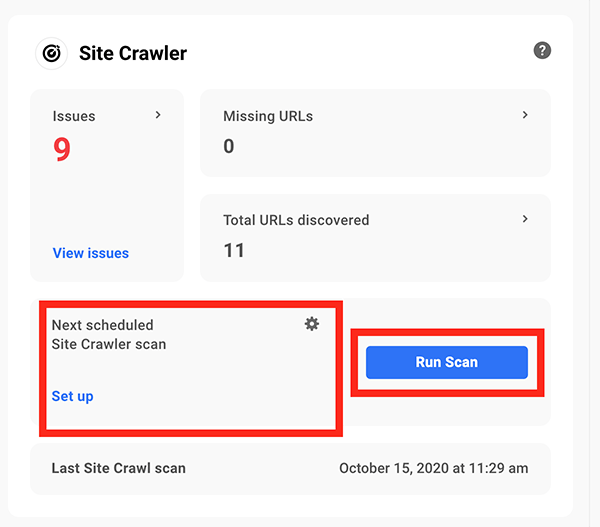 Site Crawler
?
Issues
9
View issues
Missing URLs
0
Total URLs discovered
11
Next scheduled
Site Crawler scan
Set up
Run Scan
Last Site Crawl scan
October 15, 2020 at 11:29 am